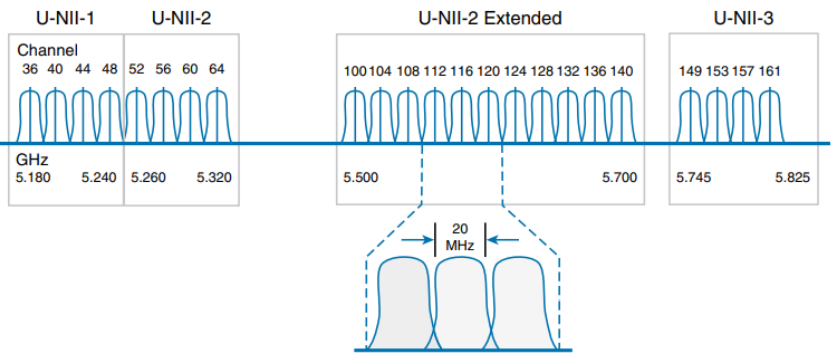 U-NII-1 U-NII-2 U-NII-2 Extended U-NII-3
Channel
36 40 44 48 52 56 60 64 100 104 108 112 116 120 124 128 132 136 140 149 153 157 161
GHz
5.180 5.240 5.260 5.320 5.500 5.700 5.745 5.825
20
MHz